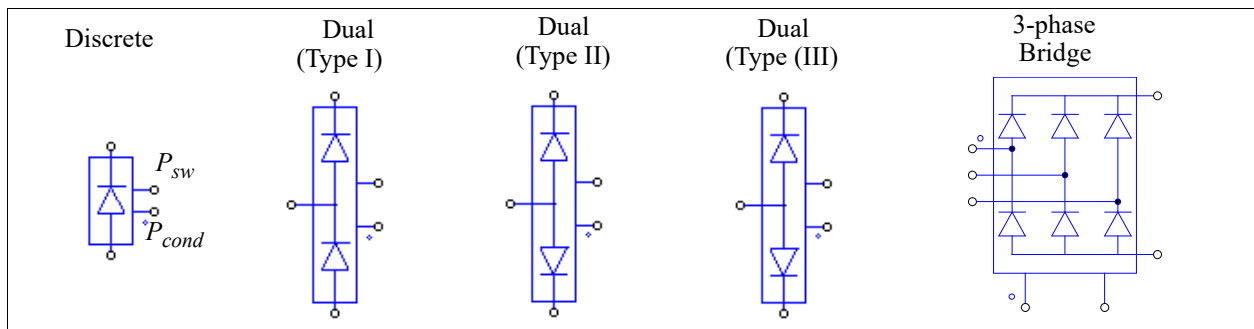 Discrete
Dual
(Type I)
Dual
(Type II)
Dual
(Type (III)
3-phase
Bridge
Psw
Pcond